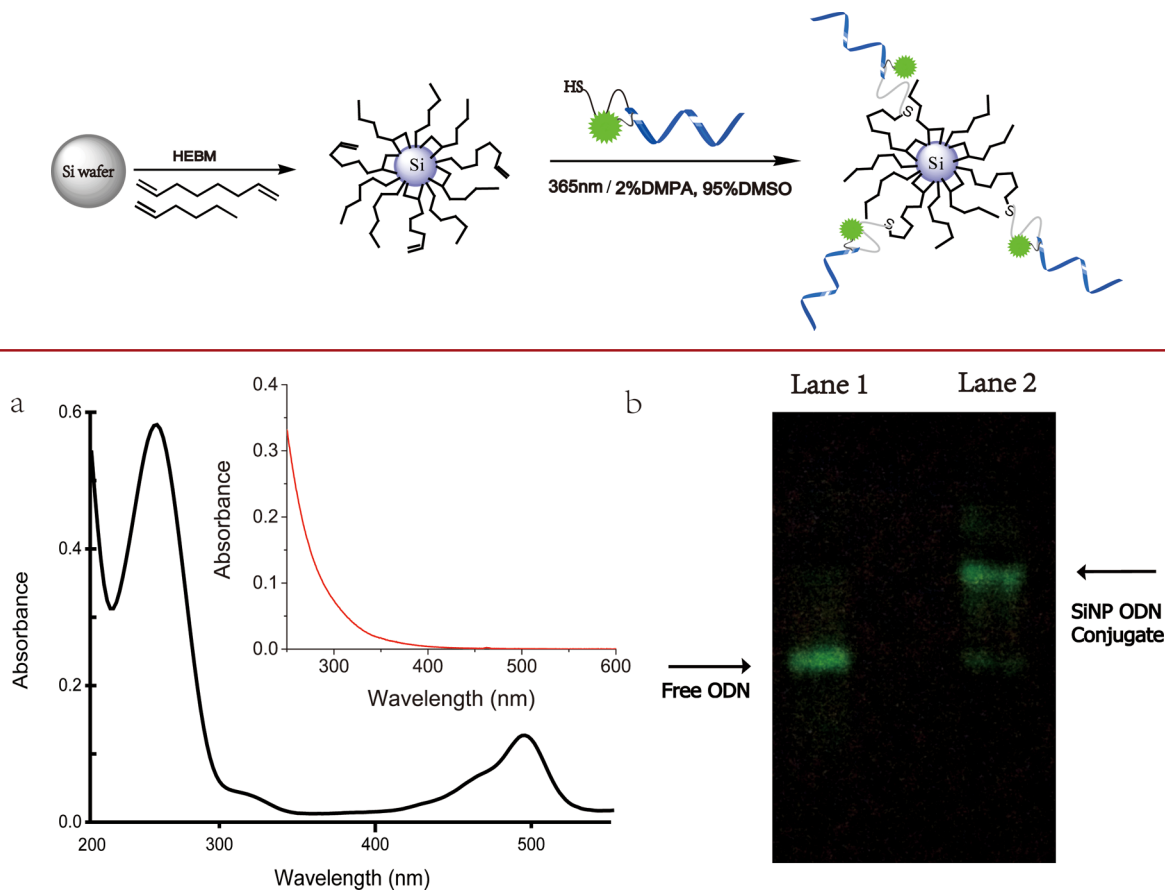 Si wafer
HEBM
Si
HS
365nm / 2%DMPA, 95%DMSO
S
Si
S
S
a
0.6
0.4
0.2
0.0
200
300
400
500
Absorbance
Wavelength (nm)
0.4
0.3
0.2
0.1
0.0
300
400
500
600
Absorbance
Wavelength (nm)
b
Lane 1
Lane 2
Free ODN
SiNP ODN
Conjugate